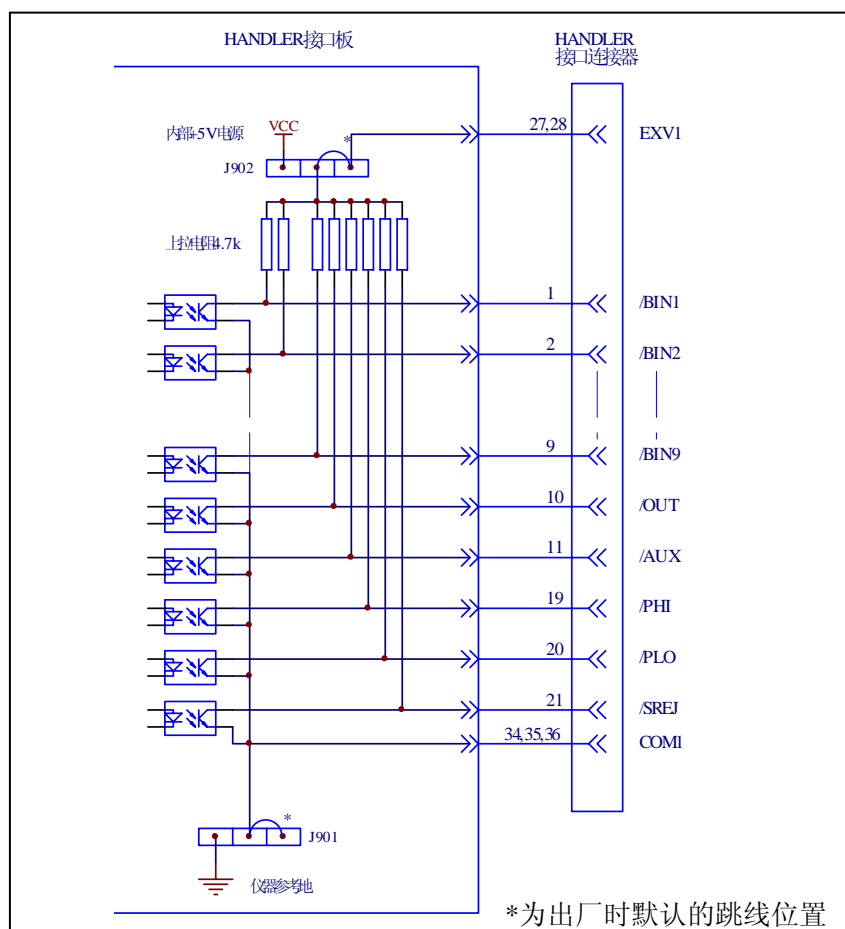 HANDLER接口板
HANDLER
接口连接器
内部+5V电源
VCC
*
27,28
EXV1
J902
上拉电阻4.7k
1
/BIN1
2
/BIN2
9
/BIN9
10
/OUT
11
/AUX
19
/PHI
20
/PLO
21
/SREJ
34,35,36
COM1
*
J901
仪器参考地
*为出厂时默认的跳线位置